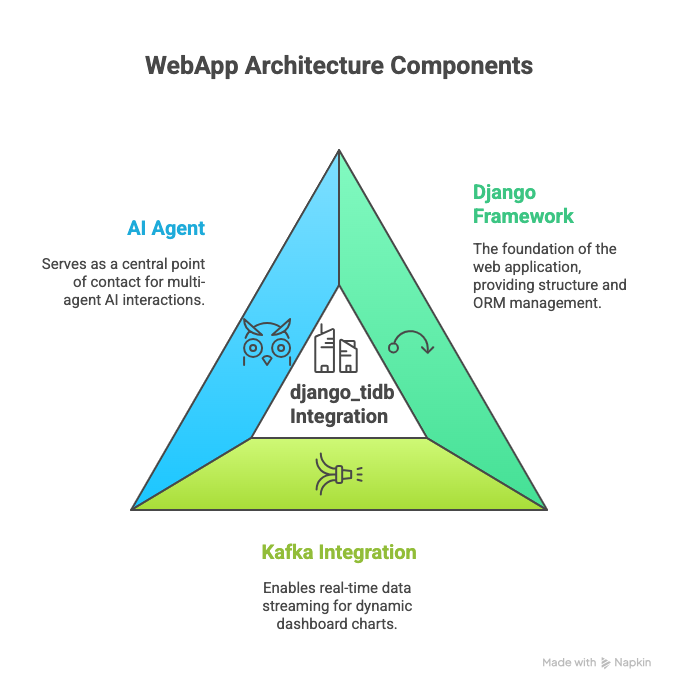 WebApp Architecture Components
AI Agent
Serves as a central point
of contact for multi-
agent AI interactions.
Django
Framework
The foundation of the
web application,
providing structure and
ORM management.
django_tidb
Integration
Kafka Integration
Enables real-time data
streaming for dynamic
dashboard charts.
Made with Napkin